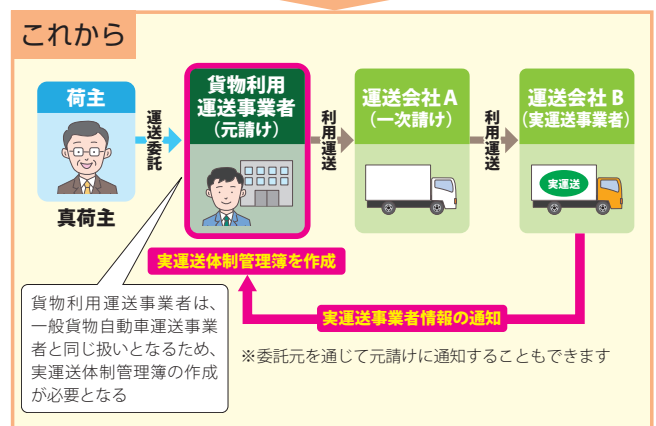 これから
荷主
真荷主
運送委託
貨物利用
運送事業者
（元請け）
利用運送
運送会社A
（一次請け）
利用運送
運送会社B
（実運送事業者）
実運送
実運送体制管理簿を作成
実運送事業者情報の通知
※委託元を通じて元請けに通知することもできます
貨物利用運送事業者は、
一般貨物自動車運送事業
者と同じ扱いとなるため、
実運送体制管理簿の作成
が必要となる